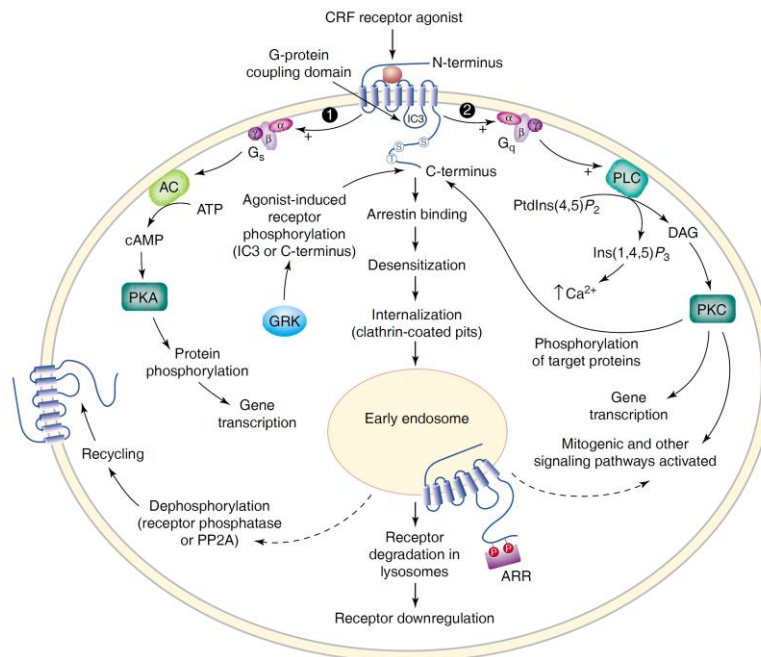 CRF receptor agonist
G-protein
coupling domain
N-terminus
1
2
IC3
α
γ
β
+
Gs
α
γ
β
+
Gq
S
S
T
C-terminus
AC
ATP
cAMP
PKA
Protein
phosphorylation
Gene
transcription
Agonist-induced
receptor
phosphorylation
(IC3 or C-terminus)
GRK
Arrestin binding
Desensitization
Internalization
(clathrin-coated pits)
+
PLC
PtdIns(4,5)P2
DAG
Ins(1,4,5)P3
↑Ca2+
PKC
Phosphorylation
of target proteins
Gene
transcription
Mitogenic and other
signaling pathways activated
Early endosome
Recycling
Dephosphorylation
(receptor phosphatase
or PP2A)
P
P
ARR
Receptor
degradation in
lysosomes
Receptor downregulation